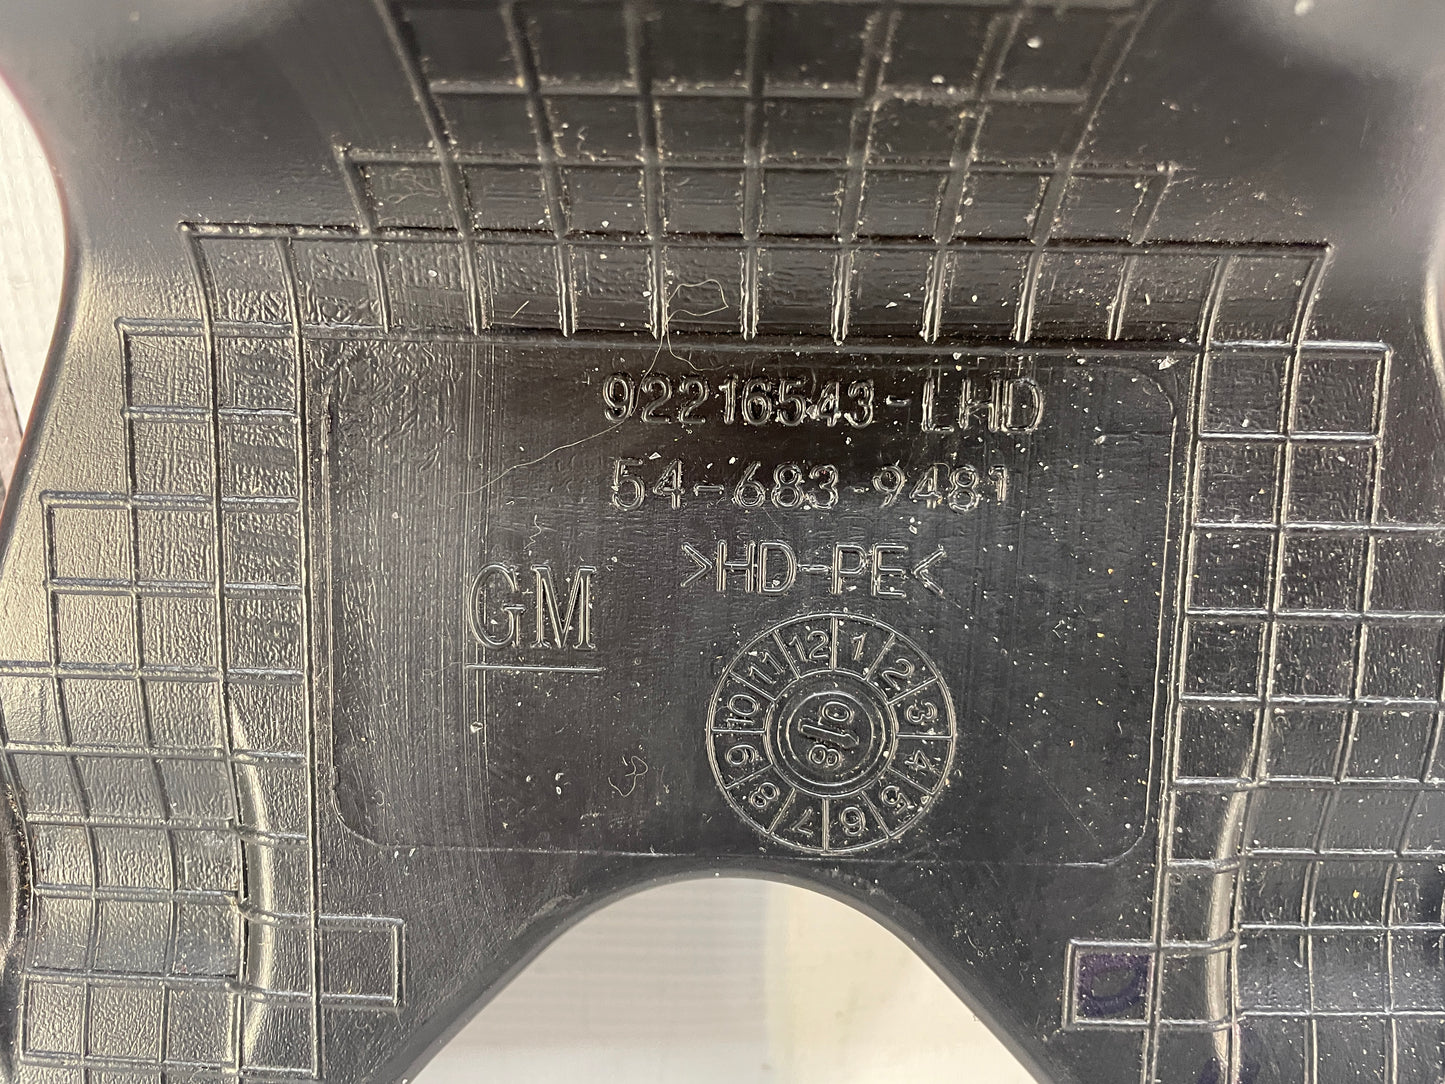 92216543-LHD
54-683-9481
>HD-PE<
GM
12 1 2 3 4 5 6 7 8 9 10 11